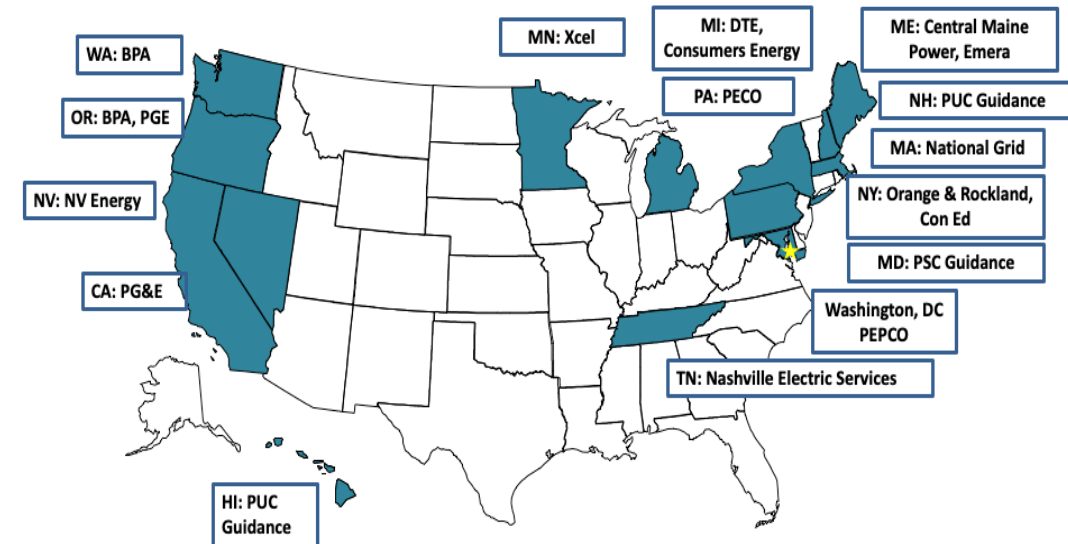 MN: Xcel
MI: DTE,
Consumers Energy
ME: Central Maine
Power, Emera
WA: BPA
PA: PECO
NH: PUC Guidance
OR: BPA, PGE
MA: National Grid
NV: NV Energy
NY: Orange & Rockland,
Con Ed
MD: PSC Guidance
CA: PG&E
Washington, DC
PEPCO
TN: Nashville Electric Services
HI: PUC
Guidance